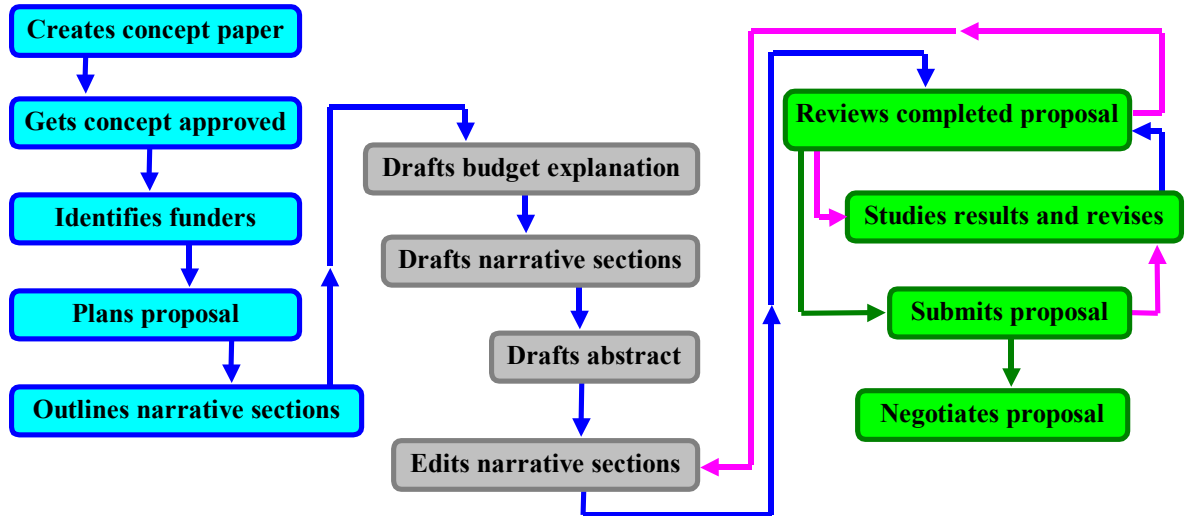 Creates concept paper
Gets concept approved
Identifies funders
Plans proposal
Outlines narrative sections
Drafts budget explanation
Drafts narrative sections
Drafts abstract
Edits narrative sections
Reviews completed proposal
Studies results and revises
Submits proposal
Negotiates proposal